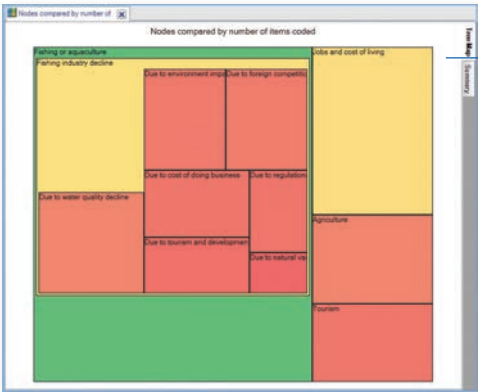 Nodes compared by number of
Nodes compared by number of items coded
Tree Map
Summary
Fishing or aquaculture
Jobs and cost of living
Fishing industry decline
Due to environment impa
Due to foreign competitic
Due to cost of doing business
Due to regulation
Due to water quality decline
Agriculture
Due to tourism and developmen
Due to natural va
Tourism